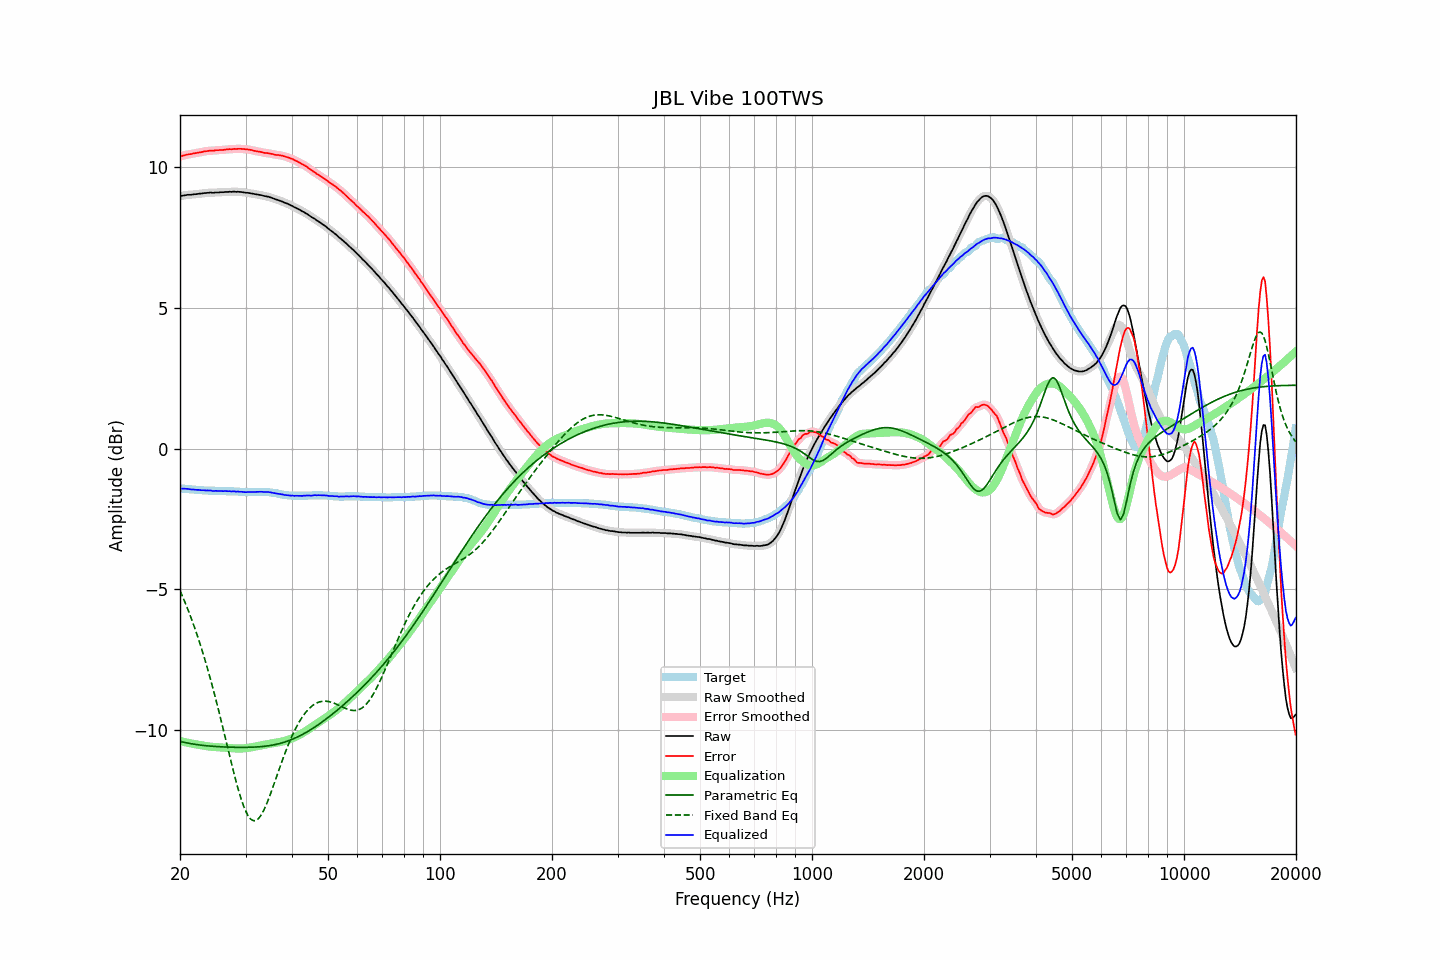 JBL Vibe 100TWS
Amplitude (dBr)
10
5
0
−5
−10
Target
Raw Smoothed
Error Smoothed
Raw
Error
Equalization
Parametric Eq
Fixed Band Eq
Equalized
20 50 100 200 500 1000 2000 5000 10000 20000
Frequency (Hz)